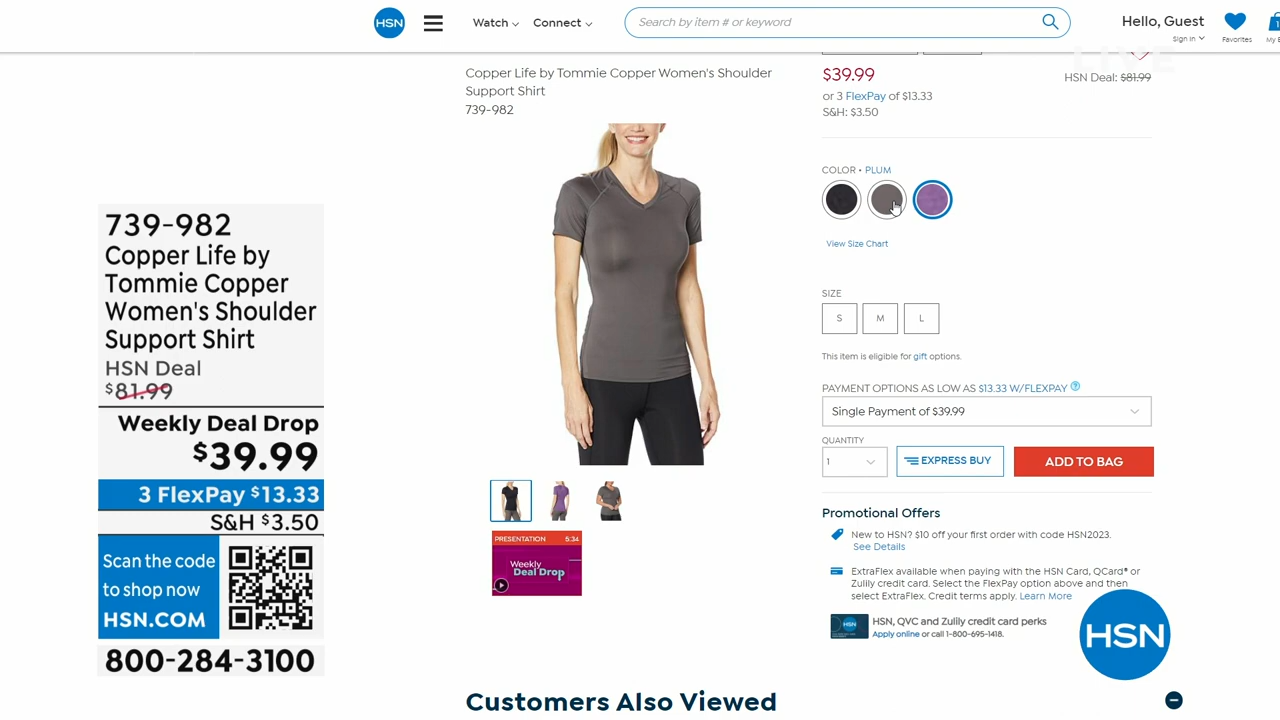 HSN
Watch
Connect
Search by item # or keyword
Hello, Guest
Sign In
Favorites
LIVE
Copper Life by Tommie Copper Women's Shoulder
Support Shirt
739-982
$39.99
HSN Deal: $81.99
or 3 FlexPay of $13.33
S&H: $3.50
COLOR • PLUM
View Size Chart
SIZE
S M L
This item is eligible for gift options.
PAYMENT OPTIONS AS LOW AS $13.33 W/FLEXPAY ?
Single Payment of $39.99
QUANTITY
1
EXPRESS BUY
ADD TO BAG
Promotional Offers
New to HSN? $10 off your first order with code HSN2023.
See Details
ExtraFlex available when paying with the HSN Card, QCard® or
Zulily credit card. Select the FlexPay option above and then
select ExtraFlex. Credit terms apply. Learn More
HSN
HSN, QVC and Zulily credit card perks
Apply online or call 1-800-695-1418.
PRESENTATION 5:34
Weekly
Deal Drop
739-982
Copper Life by
Tommie Copper
Women's Shoulder
Support Shirt
HSN Deal
$81.99
Weekly Deal Drop
$39.99
3 FlexPay $13.33
S&H $3.50
Scan the code
to shop now
HSN.COM
800-284-3100
HSN
Customers Also Viewed